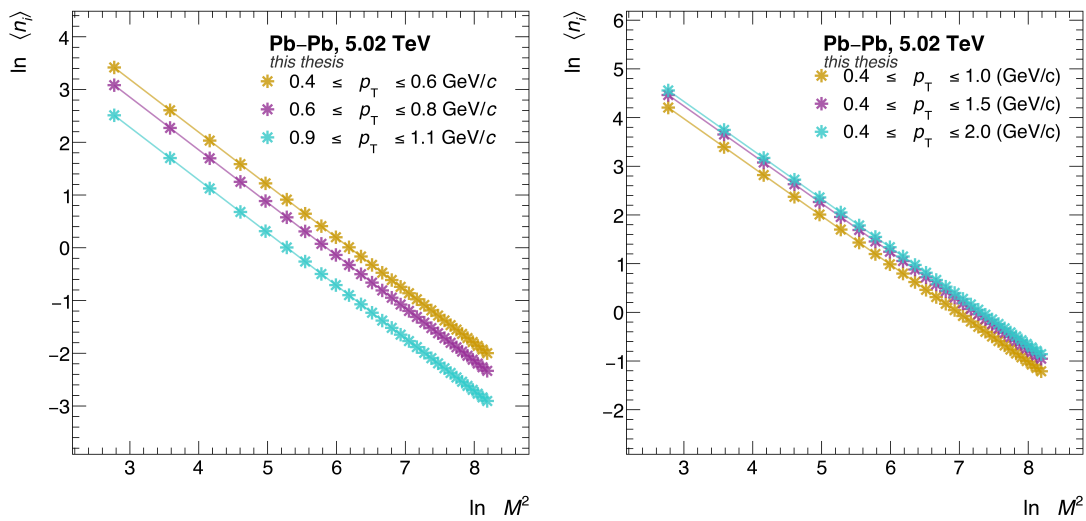 ln ⟨nᵢ⟩
4
3
2
1
0
−1
−2
−3
Pb−Pb, 5.02 TeV
this thesis
0.4 ≤ p_T ≤ 0.6 GeV/c
0.6 ≤ p_T ≤ 0.8 GeV/c
0.9 ≤ p_T ≤ 1.1 GeV/c
3 4 5 6 7 8
ln M²
ln ⟨nᵢ⟩
6
5
4
3
2
1
0
−1
−2
Pb−Pb, 5.02 TeV
this thesis
0.4 ≤ p_T ≤ 1.0 (GeV/c)
0.4 ≤ p_T ≤ 1.5 (GeV/c)
0.4 ≤ p_T ≤ 2.0 (GeV/c)
3 4 5 6 7 8
ln M²